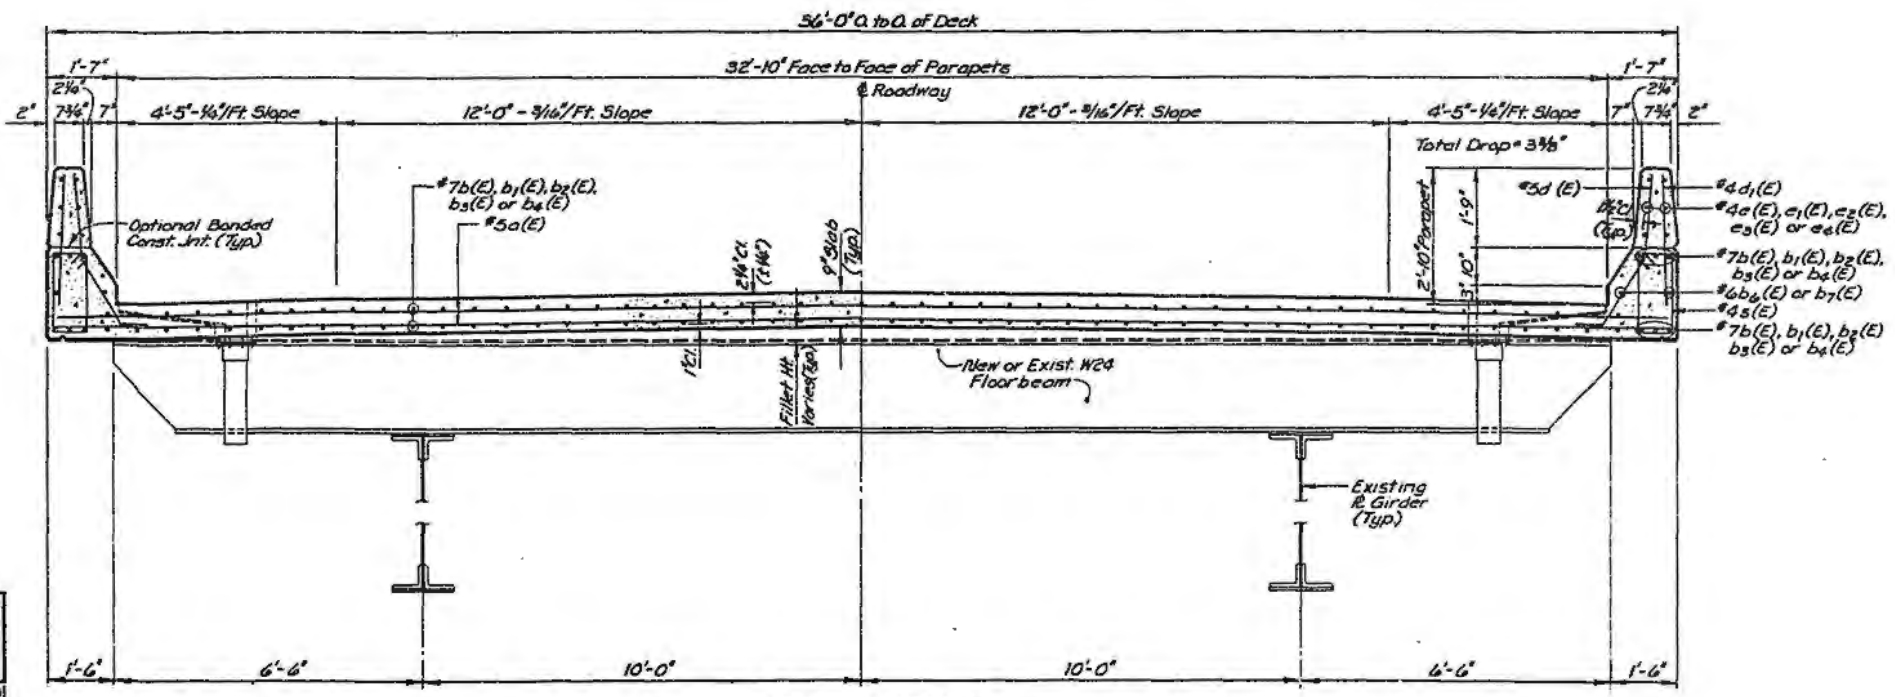 36'-0" O. to O. of Deck
1'-7"
32'-10" Face to Face of Parapets
1'-7"
2¼"
℄ Roadway
2¼"
2"
7¾"
7"
4'-5"-¼"/Ft. Slope
12'-0"-3/16"/Ft. Slope
12'-0"-3/16"/Ft. Slope
4'-5"-¼"/Ft. Slope
7"
7¾"
2"
Total Drop = 3⅜"
#7b(E), b1(E), b2(E),
b3(E) or b4(E)
#5a(E)
Optional Bonded
Const. Jnt. (Typ.)
2¼" Cl.
(±¼")
9" Slab
(Typ.)
2'-10" Parapet
1'-9"
10"
3"
#5d (E)
1½" Cl.
(Typ.)
#4d1(E)
#4e(E), e1(E), e2(E),
e3(E) or e4(E)
#7b(E), b1(E), b2(E),
b3(E) or b4(E)
#6b6(E) or b7(E)
#4s(E)
#7b(E), b1(E), b2(E)
b3(E) or b4(E)
1" Cl.
Fillet Ht.
Varies (Typ.)
New or Exist. W24
Floorbeam
Existing
℄ Girder
(Typ.)
1'-6"
6'-6"
10'-0"
10'-0"
6'-6"
1'-6"